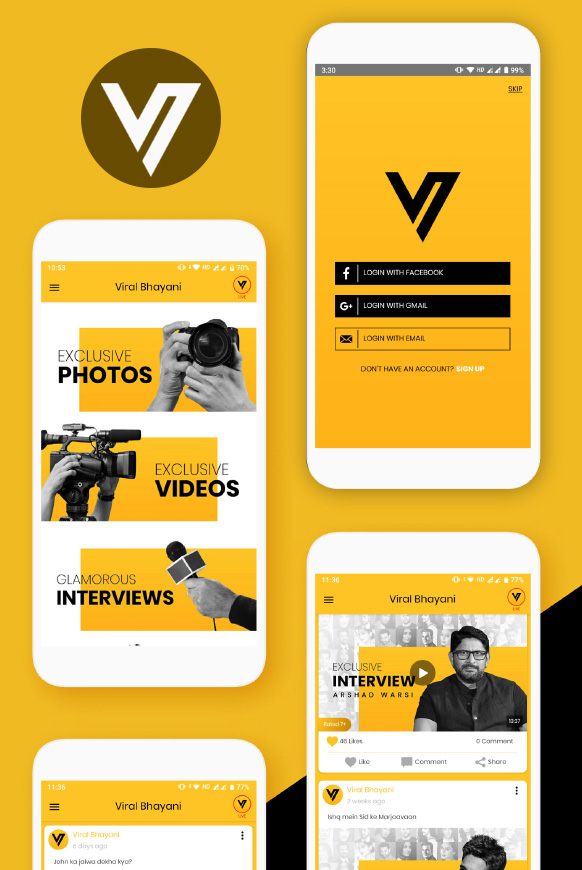 3:30
HD
99%
SKIP
LOGIN WITH FACEBOOK
G+
LOGIN WITH GMAIL
LOGIN WITH EMAIL
DON'T HAVE AN ACCOUNT? SIGN UP
10:53
HD
70%
Viral Bhayani
LIVE
EXCLUSIVE
PHOTOS
EXCLUSIVE
VIDEOS
GLAMOROUS
INTERVIEWS
11:36
HD
77%
Viral Bhayani
LIVE
EXCLUSIVE
INTERVIEW
ARSHAD WARSI
Rated 7+
13:27
46 Likes
0 Comment
Like
Comment
Share
Viral Bhayani
2 weeks ago
Ishq mein Sid ke Marjaavaan
11:36
HD
77%
Viral Bhayani
LIVE
Viral Bhayani
6 days ago
John ka jalwa dekha kya?